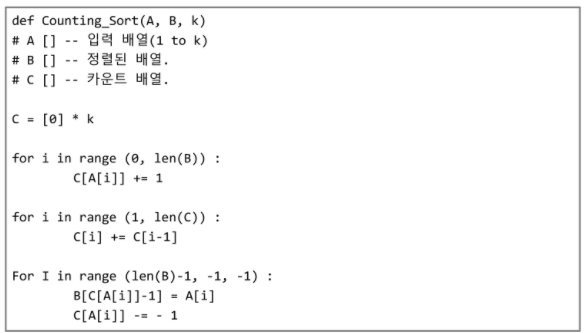 def Counting_Sort(A, B, k)
# A [] -- 입력 배열(1 to k)
# B [] -- 정렬된 배열.
# C [] -- 카운트 배열.
C = [0] * k
for i in range (0, len(B)) :
C[A[i]] += 1
for i in range (1, len(C)) :
C[i] += C[i-1]
For I in range (len(B)-1, -1, -1) :
B[C[A[i]]-1] = A[i]
C[A[i]] -= - 1